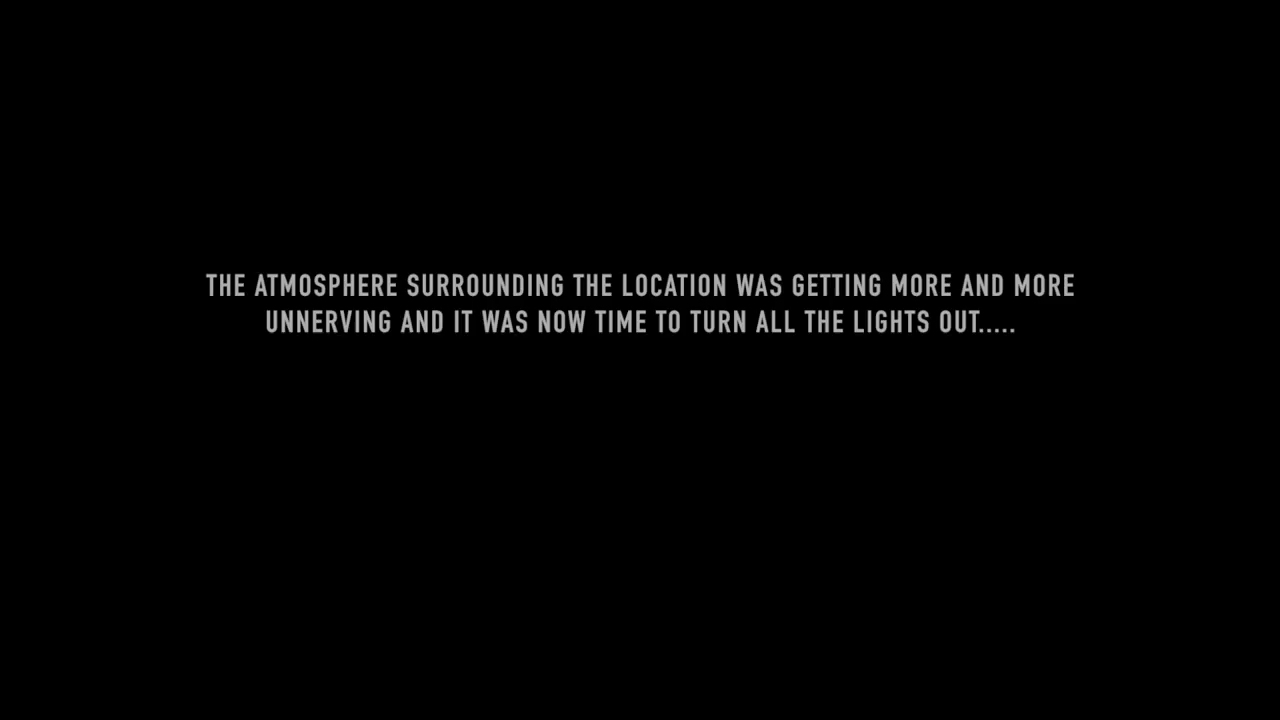 THE ATMOSPHERE SURROUNDING THE LOCATION WAS GETTING MORE AND MORE
UNNERVING AND IT WAS NOW TIME TO TURN ALL THE LIGHTS OUT.....